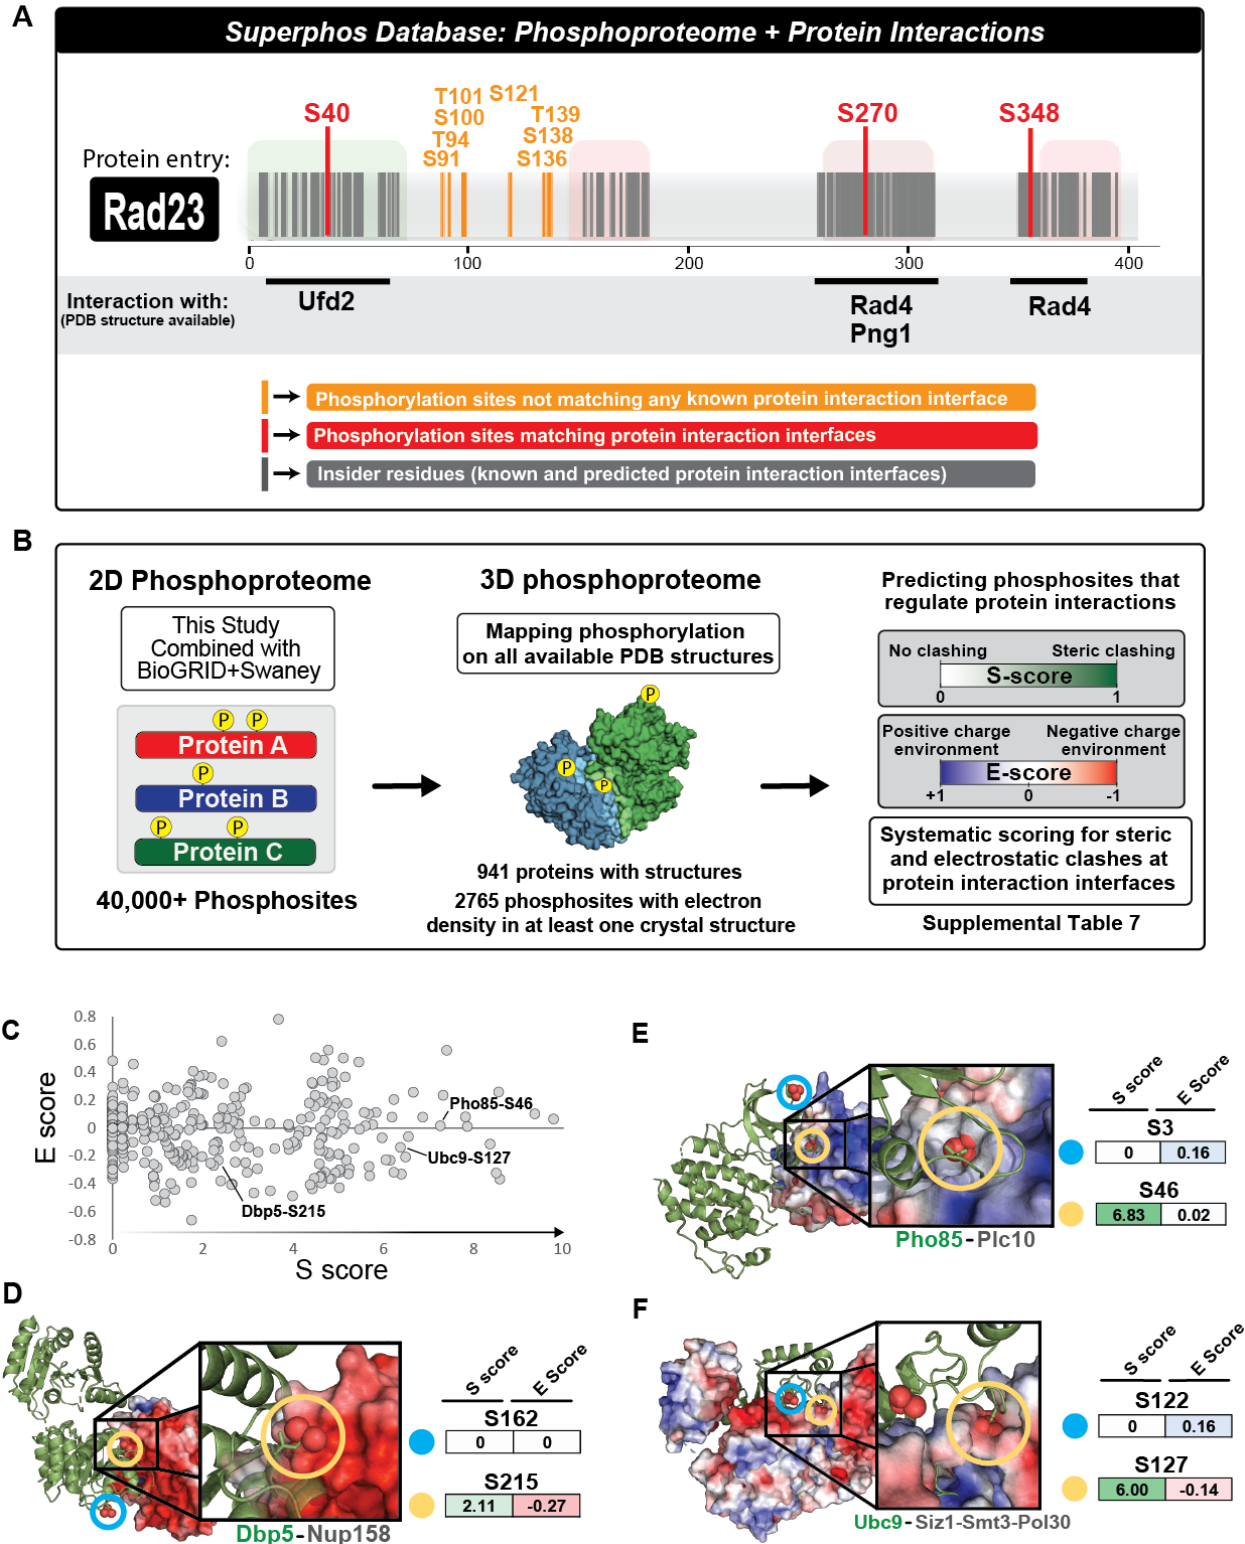 A
Superphos Database: Phosphoproteome + Protein Interactions
T101 S121
S40 S100 T139 S270 S348
T94 S138
S91 S136
Protein entry:
Rad23
0 100 200 300 400
Interaction with:
(PDB structure available)
Ufd2
Rad4
Png1
Rad4
Phosphorylation sites not matching any known protein interaction interface
Phosphorylation sites matching protein interaction interfaces
Insider residues (known and predicted protein interaction interfaces)
B
2D Phosphoproteome
This Study
Combined with
BioGRID+Swaney
P P
Protein A
P
Protein B
P P
Protein C
40,000+ Phosphosites
3D phosphoproteome
Mapping phosphorylation
on all available PDB structures
P
P
P
941 proteins with structures
2765 phosphosites with electron
density in at least one crystal structure
Predicting phosphosites that
regulate protein interactions
No clashing Steric clashing
S-score
0 1
Positive charge environment Negative charge environment
E-score
+1 0 -1
Systematic scoring for steric
and electrostatic clashes at
protein interaction interfaces
Supplemental Table 7
C
E score
0.8
0.6
0.4
0.2
0
-0.2
-0.4
-0.6
-0.8
Pho85-S46
Ubc9-S127
Dbp5-S215
0 2 4 6 8 10
S score
D
S score E Score
S162
0 0
S215
2.11 -0.27
Dbp5-Nup158
E
S score E Score
S3
0 0.16
S46
6.83 0.02
Pho85-Plc10
F
S score E Score
S122
0 0.16
S127
6.00 -0.14
Ubc9-Siz1-Smt3-Pol30